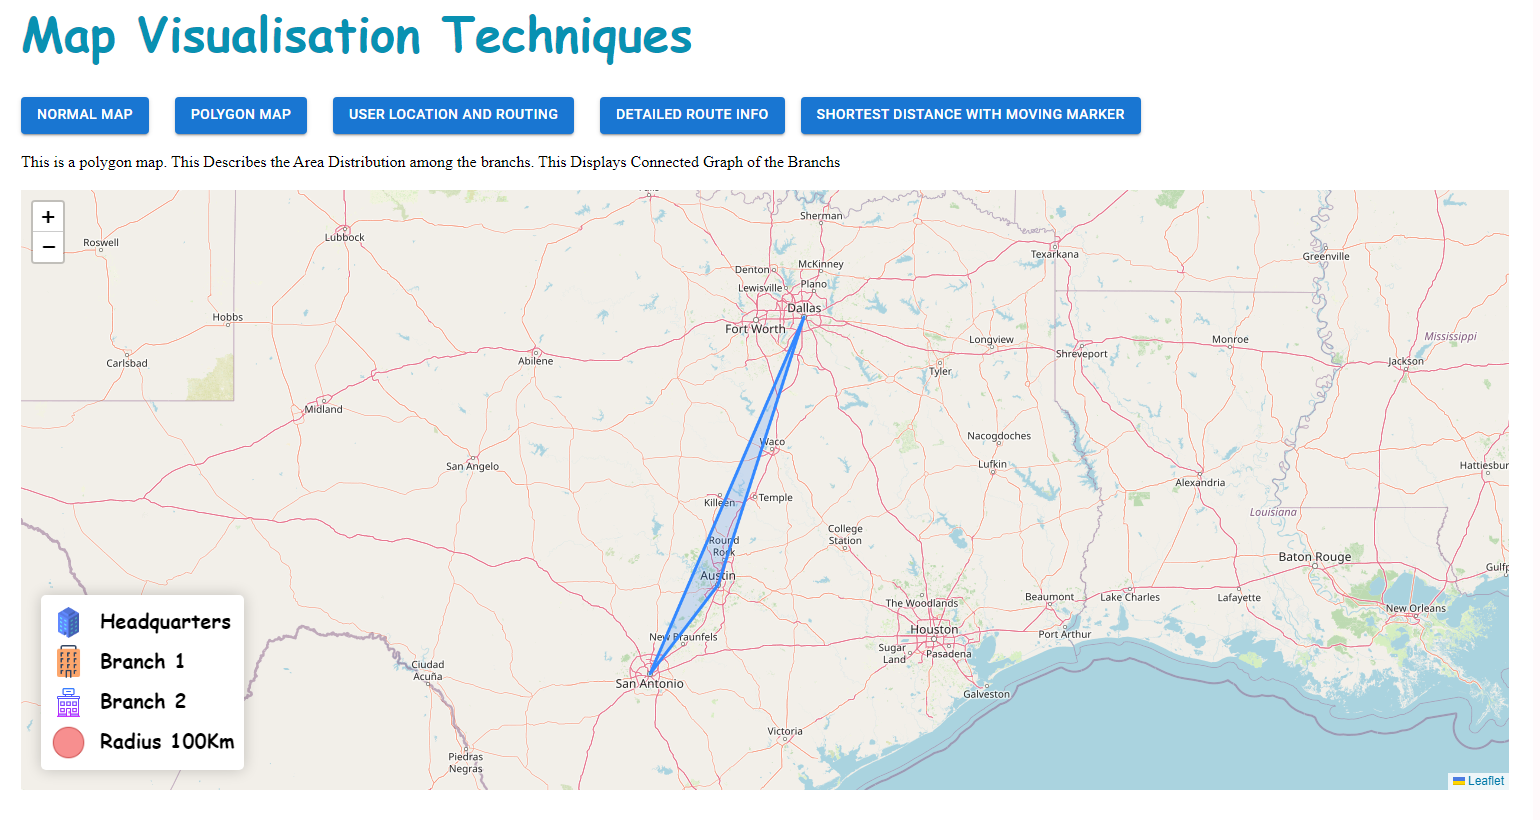 Map Visualisation Techniques
NORMAL MAP
POLYGON MAP
USER LOCATION AND ROUTING
DETAILED ROUTE INFO
SHORTEST DISTANCE WITH MOVING MARKER
This is a polygon map. This Describes the Area Distribution among the branchs. This Displays Connected Graph of the Branchs
+
−
Sherman
Roswell
Lubbock
Texarkana
Greenville
Denton
McKinney
Lewisville
Plano
Dallas
Hobbs
Fort Worth
Longview
Monroe
Mississippi
Shreveport
Carlsbad
Abilene
Tyler
Jackson
Midland
Nacogdoches
Waco
San Angelo
Lufkin
Hattiesbur
Alexandria
Killeen
Temple
Louisiana
College
Station
Round
Rock
Baton Rouge
Austin
Gulfp
The Woodlands
Beaumont
Lake Charles
Lafayette
New Orleans
Houston
Port Arthur
New Braunfels
Sugar
Land
Pasadena
Ciudad
Acuña
San Antonio
Galveston
Victoria
Piedras
Negras
Headquarters
Branch 1
Branch 2
Radius 100Km
Leaflet